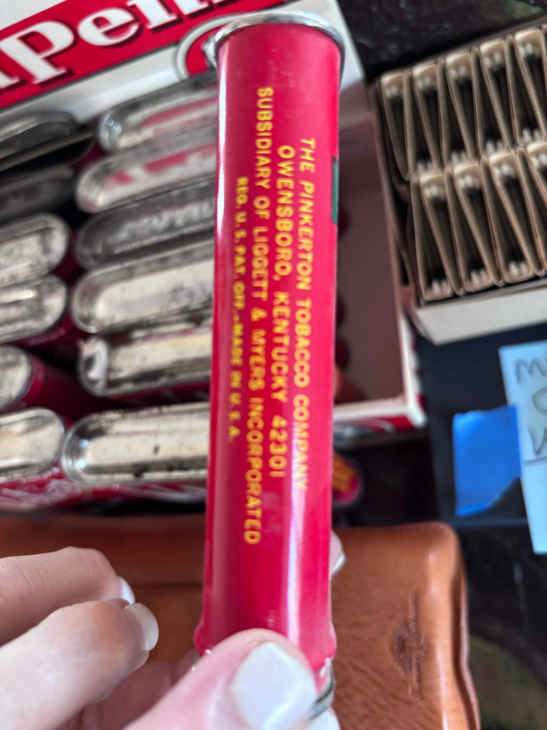 THE PINKERTON TOBACCO COMPANY
OWENSBORO, KENTUCKY 42301
SUBSIDIARY OF LIGGETT & MYERS INCORPORATED
REG. U.S. PAT. OFF.-MADE IN U.S.A.